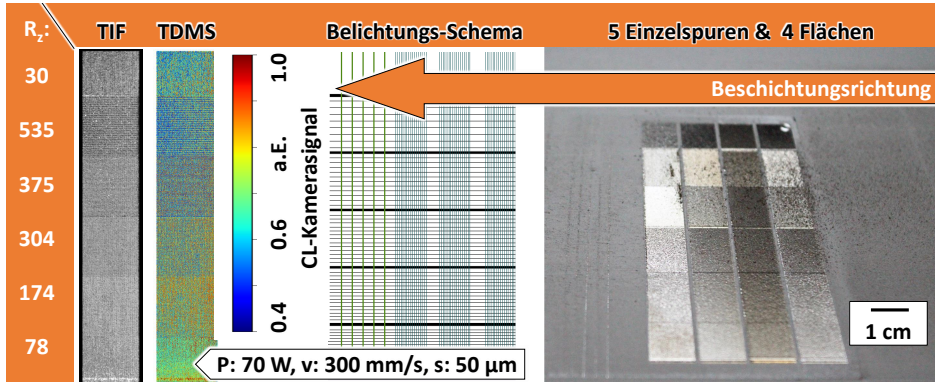 R_z:
TIF
TDMS
Belichtungs-Schema
5 Einzelspuren & 4 Flächen
Beschichtungsrichtung
30
535
375
304
174
78
1.0
a.E.
0.6
0.4
CL-Kamerasignal
P: 70 W, v: 300 mm/s, s: 50 µm
1 cm